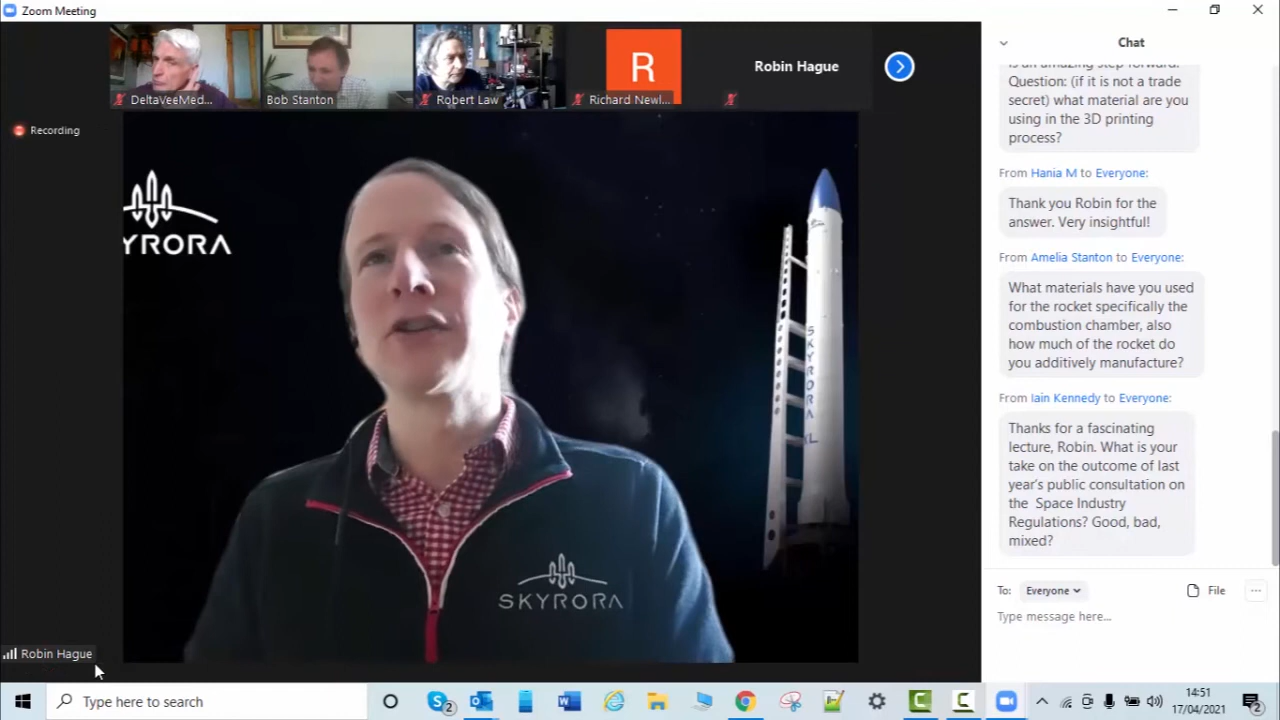 Zoom Meeting
DeltaVeeMed...
Bob Stanton
Robert Law
R
Richard Newl...
Robin Hague
Recording
YRORA
SKYRORA XL
SKYRORA
Robin Hague
Chat
is an amazing step forward.
Question: (if it is not a trade
secret) what material are you
using in the 3D printing
process?
From Hania M to Everyone:
Thank you Robin for the
answer. Very insightful!
From Amelia Stanton to Everyone:
What materials have you used
for the rocket specifically the
combustion chamber, also
how much of the rocket do
you additively manufacture?
From Iain Kennedy to Everyone:
Thanks for a fascinating
lecture, Robin. What is your
take on the outcome of last
year's public consultation on
the Space Industry
Regulations? Good, bad,
mixed?
To: Everyone
File
...
Type message here...
Type here to search
2
14:51
17/04/2021
2